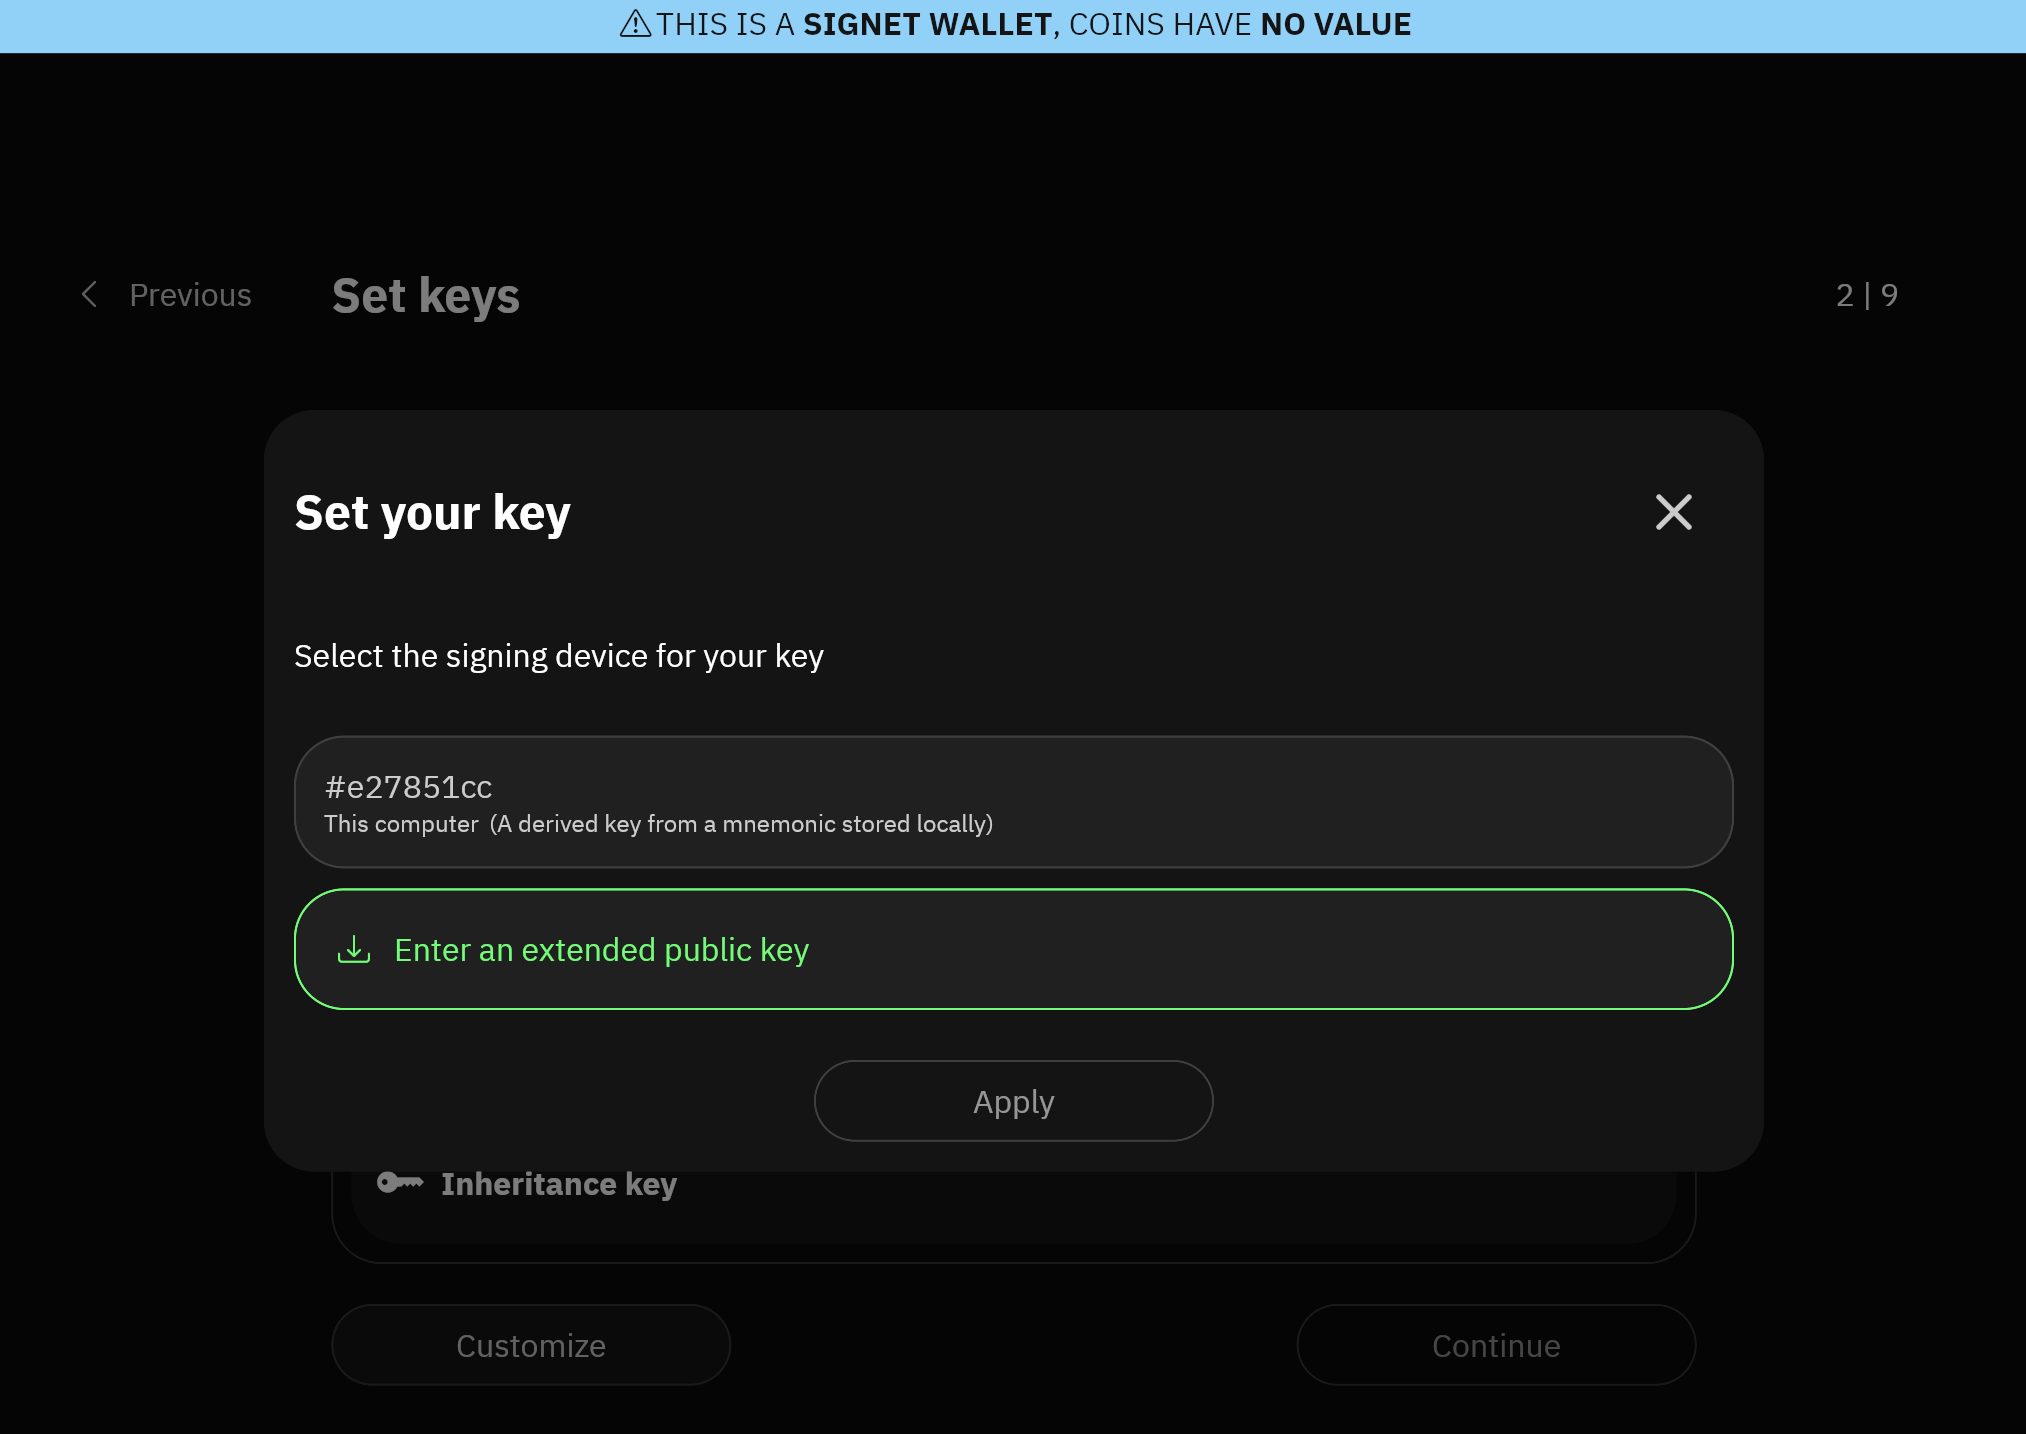 ⚠THIS IS A SIGNET WALLET, COINS HAVE NO VALUE
Previous
Set keys
2 | 9
Set your key
Select the signing device for your key
#e27851cc
This computer (A derived key from a mnemonic stored locally)
Enter an extended public key
Apply
Inheritance key
Customize
Continue